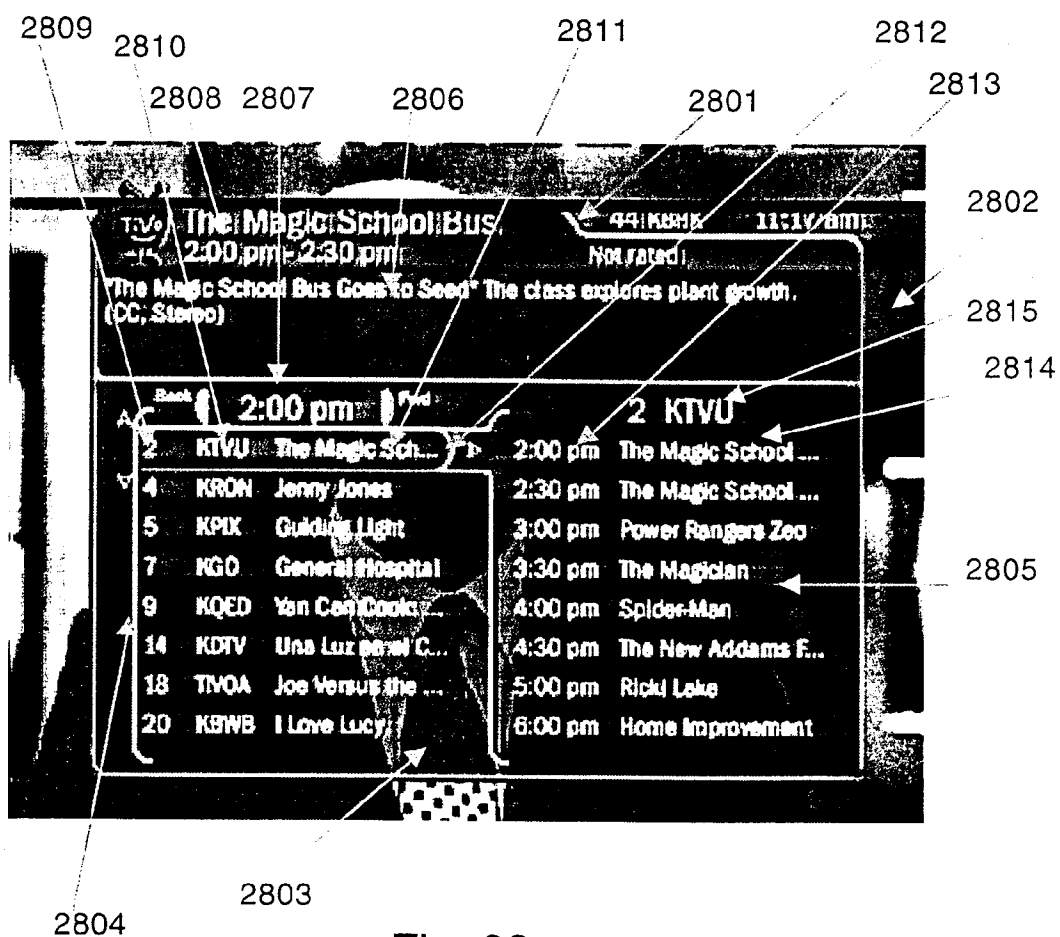 2809
2810
2811
2812
2808 2807 2806 2801 2813
2802
TiVo The Magic School Bus 44 KBHK
2:00 pm - 2:30 pm Not rated
"The Magic School Bus Goes to Seed" The class explores plant growth.
(CC, Stereo)
2815
2814
Back 2:00 pm Fwd 2 KTVU
2 KTVU The Magic Sch... 2:00 pm The Magic School ...
4 KRON Jenny Jones 2:30 pm The Magic School ...
5 KPIX Guiding Light 3:00 pm Power Rangers Zeo
7 KGO General Hospital 3:30 pm The Magician
2805
9 KQED Yan Can Cook: ... 4:00 pm Spider-Man
14 KDTV Una Luz en el C... 4:30 pm The New Addams F...
18 TIVOA Joe Versus the ... 5:00 pm Ricki Lake
20 KBWB I Love Lucy 6:00 pm Home Improvement
2803
2804